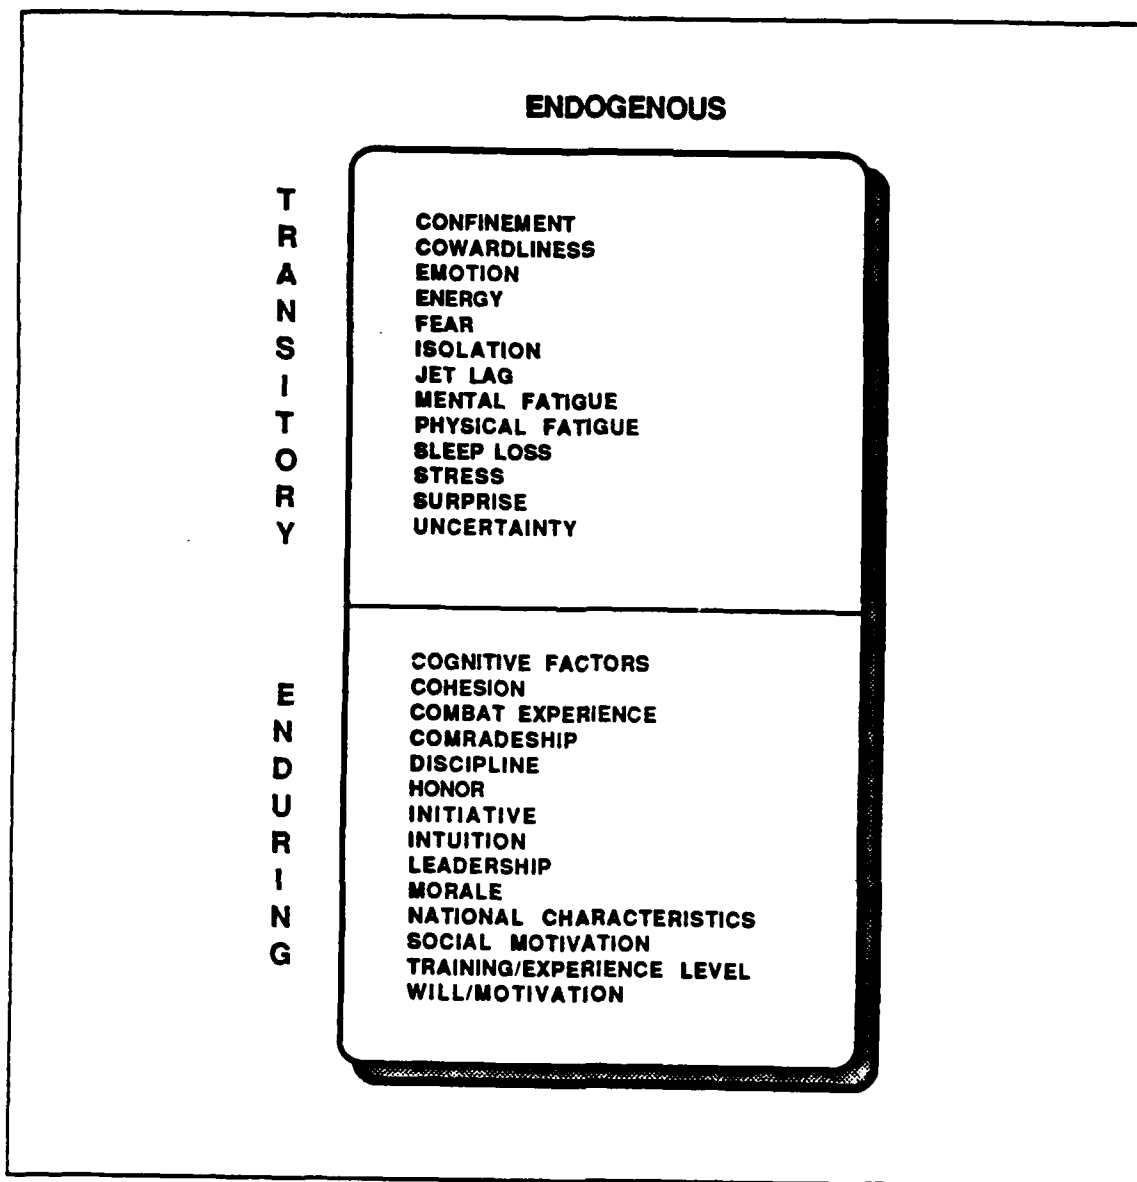 ENDOGENOUS
TRANSITORY
CONFINEMENT
COWARDLINESS
EMOTION
ENERGY
FEAR
ISOLATION
JET LAG
MENTAL FATIGUE
PHYSICAL FATIGUE
SLEEP LOSS
STRESS
SURPRISE
UNCERTAINTY
ENDURING
COGNITIVE FACTORS
COHESION
COMBAT EXPERIENCE
COMRADESHIP
DISCIPLINE
HONOR
INITIATIVE
INTUITION
LEADERSHIP
MORALE
NATIONAL CHARACTERISTICS
SOCIAL MOTIVATION
TRAINING/EXPERIENCE LEVEL
WILL/MOTIVATION